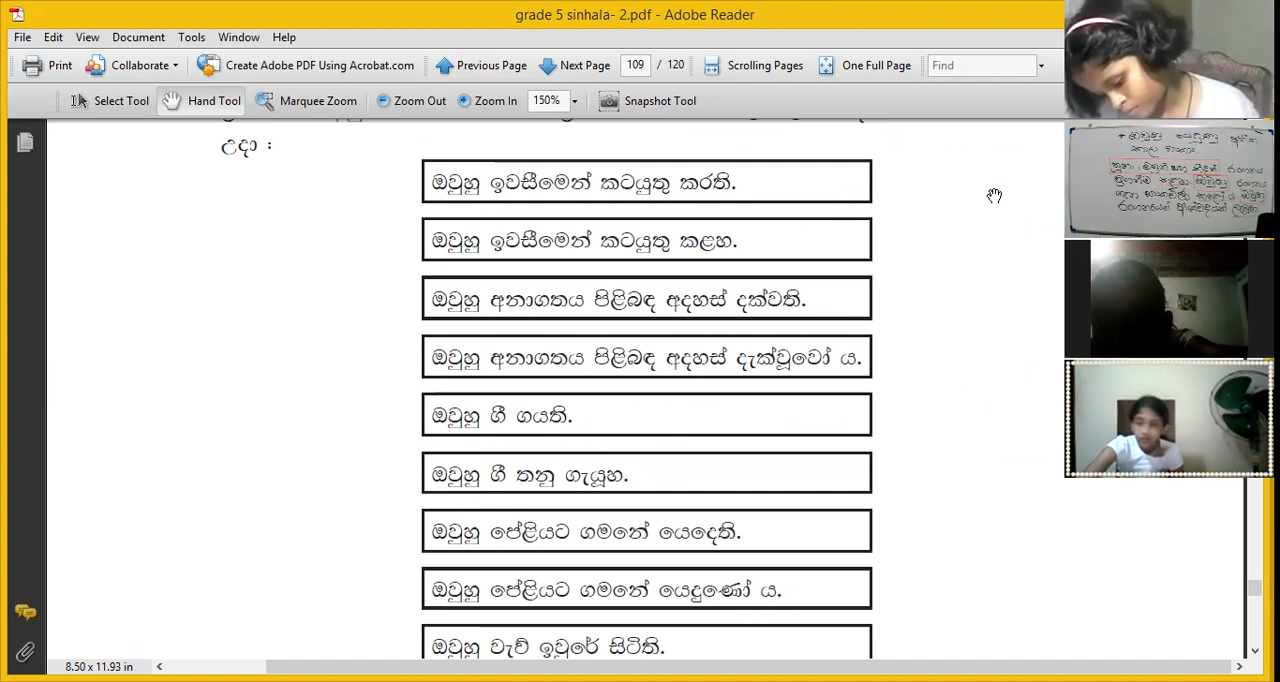 grade 5 sinhala- 2.pdf - Adobe Reader
File Edit View Document Tools Window Help
Print Collaborate Create Adobe PDF Using Acrobat.com Previous Page Next Page 109 / 120 Scrolling Pages One Full Page Find
Select Tool Hand Tool Marquee Zoom Zoom Out Zoom In 150% Snapshot Tool
උදා :
ඔවුහු ඉවසීමෙන් කටයුතු කරති.
ඔවුහු ඉවසීමෙන් කටයුතු කළහ.
ඔවුහු අනාගතය පිළිබඳ අදහස් දක්වති.
ඔවුහු අනාගතය පිළිබඳ අදහස් දැක්වූවෝ ය.
ඔවුහු ගී ගයති.
ඔවුහු ගී තනු ගැයූහ.
ඔවුහු පේළියට ගමනේ යෙදෙති.
ඔවුහු පේළියට ගමනේ යෙදුණෝ ය.
ඔවුහු වැව් ඉවුරේ සිටිති.
8.50 x 11.93 in